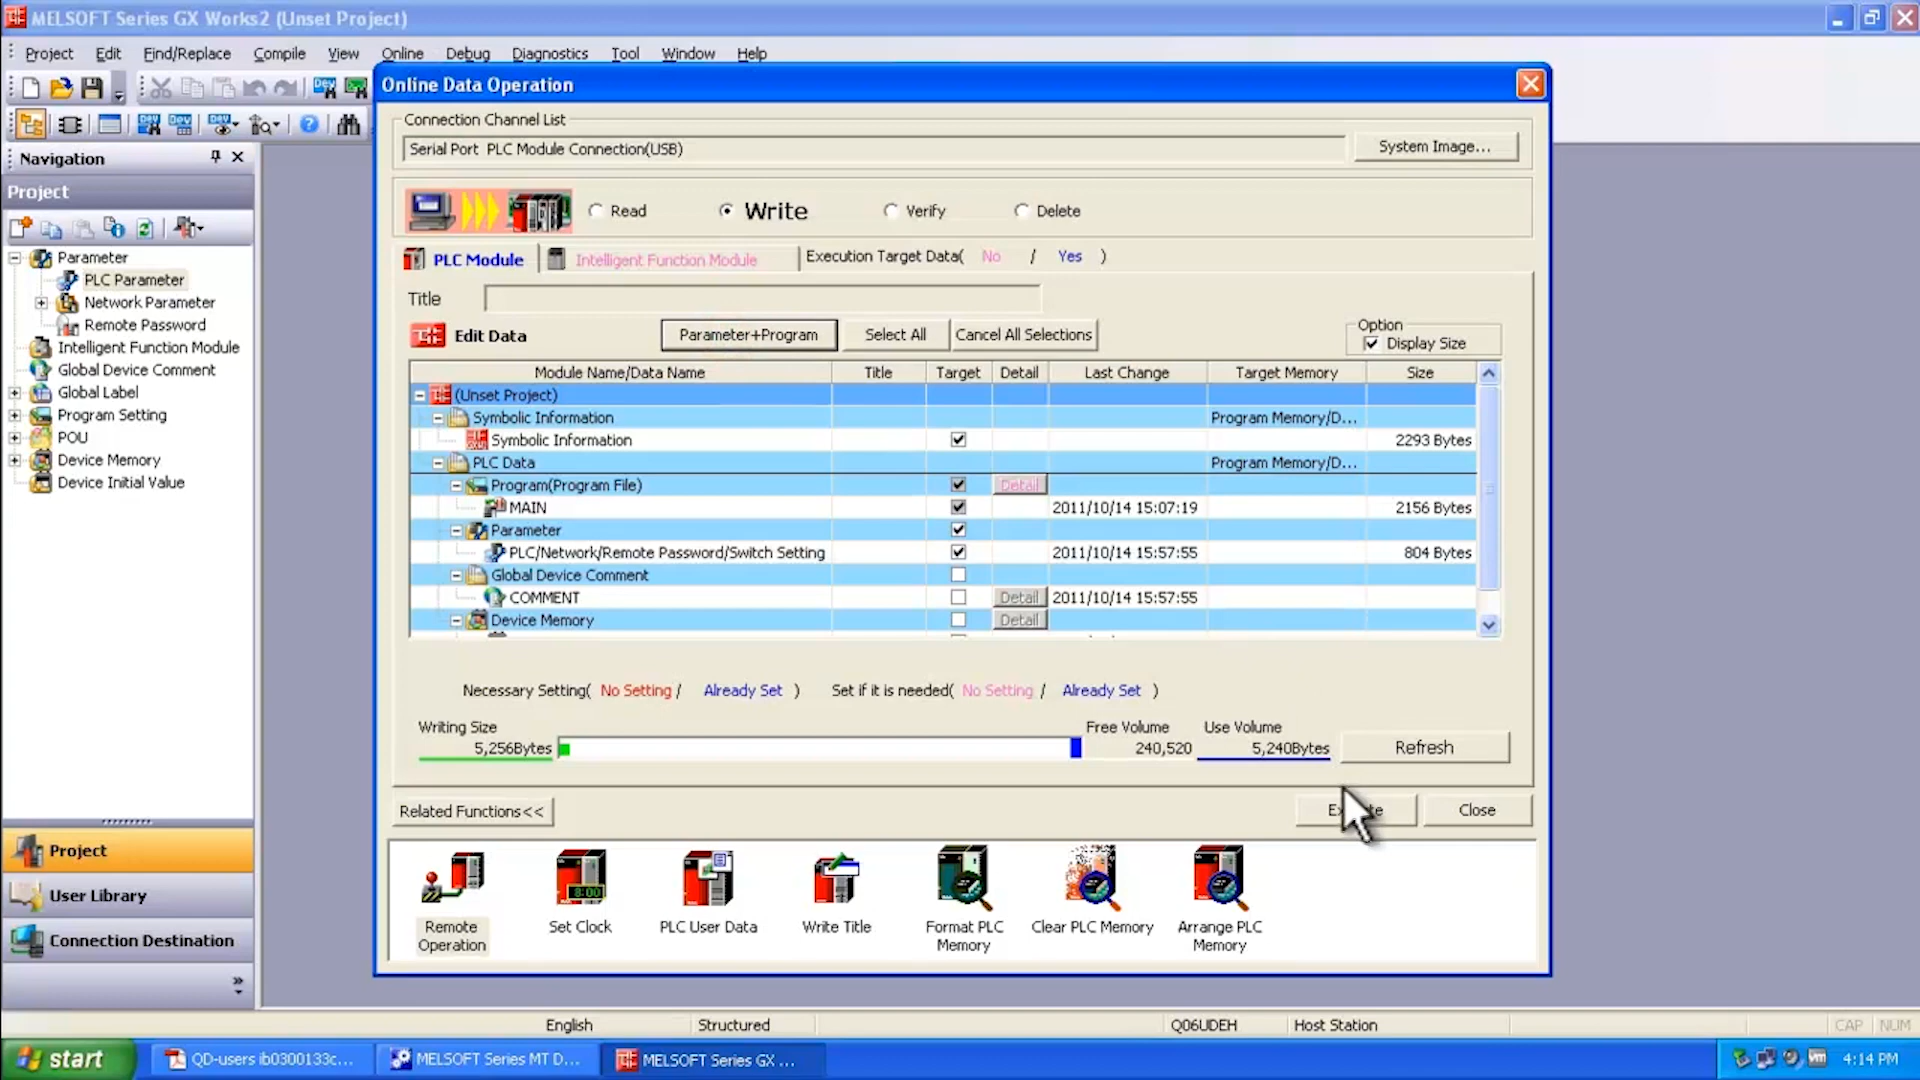 MELSOFT Series GX Works2 (Unset Project)
Project Edit Find/Replace Compile View Online Debug Diagnostics Tool Window Help
Online Data Operation
Connection Channel List
Serial Port PLC Module Connection(USB)
System Image...
Navigation
Project
Read Write Verify Delete
PLC Module Intelligent Function Module Execution Target Data( No / Yes )
Title
Edit Data Parameter+Program Select All Cancel All Selections
Option
Display Size
Parameter
PLC Parameter
Network Parameter
Remote Password
Intelligent Function Module
Global Device Comment
Global Label
Program Setting
POU
Device Memory
Device Initial Value
Module Name/Data Name Title Target Detail Last Change Target Memory Size
(Unset Project)
Symbolic Information Program Memory/D...
Symbolic Information 2293 Bytes
PLC Data Program Memory/D...
Program(Program File) Detail
MAIN 2011/10/14 15:07:19 2156 Bytes
Parameter
PLC/Network/Remote Password/Switch Setting 2011/10/14 15:57:55 804 Bytes
Global Device Comment
COMMENT Detail 2011/10/14 15:57:55
Device Memory Detail
Necessary Setting( No Setting / Already Set ) Set if it is needed( No Setting / Already Set )
Writing Size Free Volume Use Volume
5,256Bytes 240,520 5,240Bytes Refresh
Related Functions<< Close
Remote Operation
Set Clock
PLC User Data
Write Title
Format PLC Memory
Clear PLC Memory
Arrange PLC Memory
Project
User Library
Connection Destination
English Structured Q06UDEH Host Station CAP NUM
start QD-users ib0300133c... MELSOFT Series MT D... MELSOFT Series GX ... 4:14 PM